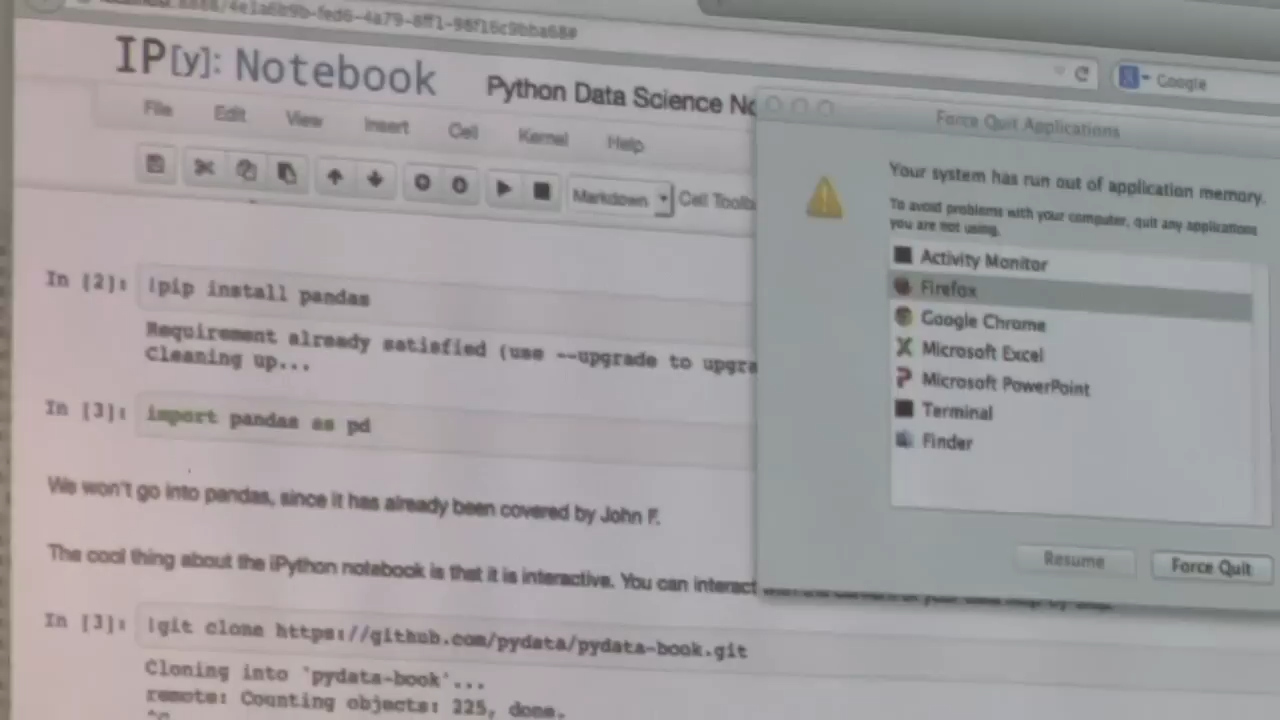 IP[y]: Notebook
Python Data Science
Google
File Edit View Insert Cell Kernel Help
Markdown
Cell
In [2]: !pip install pandas
Requirement already satisfied (use --upgrade to
Cleaning up...
In [3]: import pandas as pd
We won't go into pandas, since it has already been covered by John F.
The cool thing about the iPython notebook is that it is interactive. You can interact
In [3]: !git clone https://github.com/pydata/pydata-book.git
Cloning into 'pydata-book'...
remote: Counting objects: 225, done.
^C
Force Quit Applications
Your system has run out of application memory.
To avoid problems with your computer, quit any applications
you are not using.
Activity Monitor
Firefox
Google Chrome
Microsoft Excel
Microsoft PowerPoint
Terminal
Finder
Resume
Force Quit